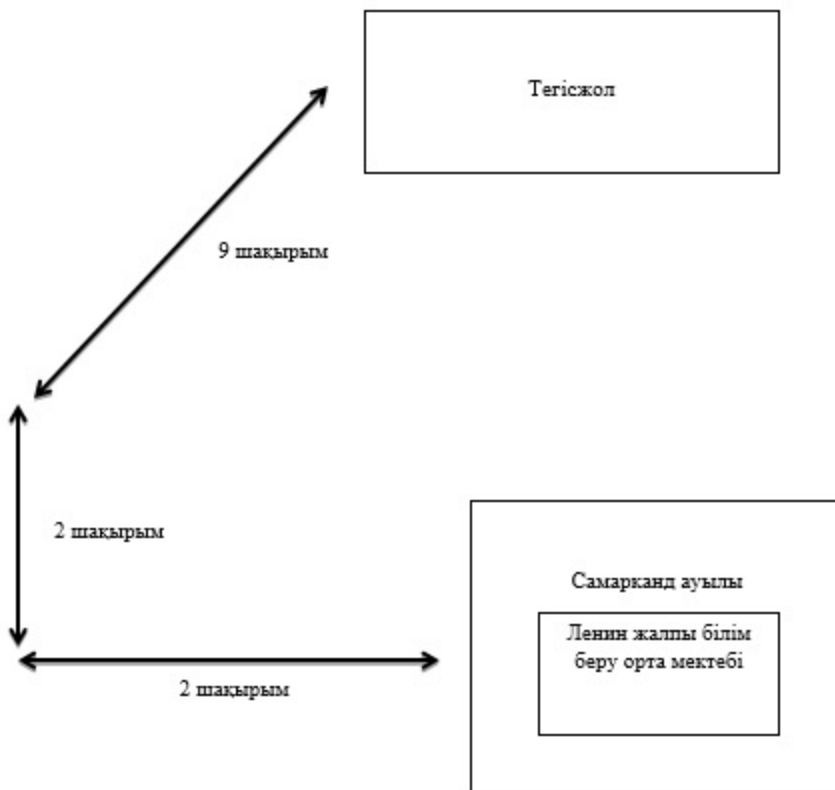 Тегісжол
9 шақырым
2 шақырым
Самарканд ауылы
Ленин жалпы білім
беру орта мектебі
2 шақырым